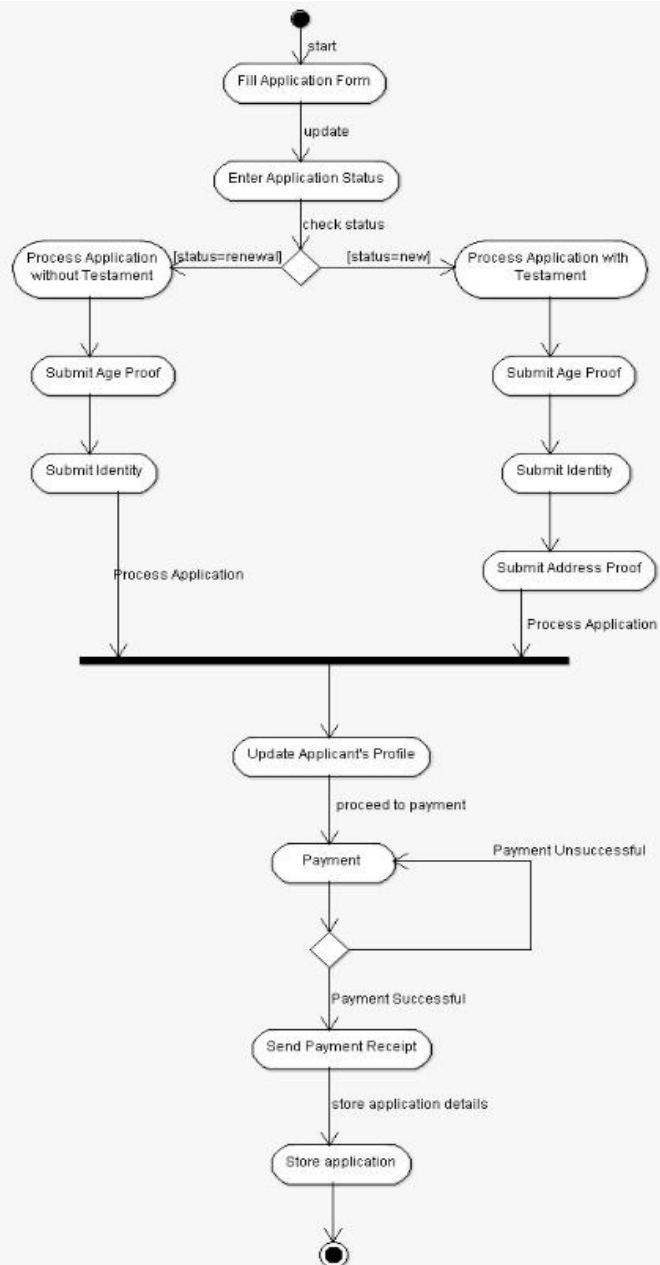 start
Fill Application Form
update
Enter Application Status
check status
Process Application
without Testament
[status=renewal]
[status=new]
Process Application with
Testament
Submit Age Proof
Submit Age Proof
Submit Identity
Submit Identity
Submit Address Proof
Process Application
Process Application
Update Applicant's Profile
proceed to payment
Payment
Payment Unsuccessful
Payment Successful
Send Payment Receipt
store application details
Store application